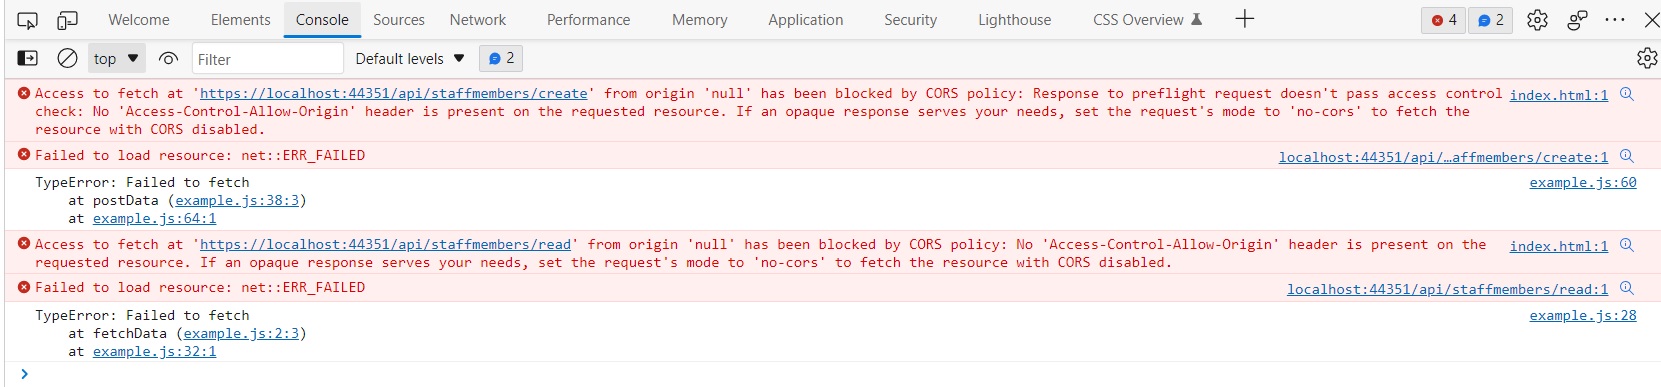 Welcome Elements Console Sources Network Performance Memory Application Security Lighthouse CSS Overview 4 2
top Filter Default levels 2
Access to fetch at 'https://localhost:44351/api/staffmembers/create' from origin 'null' has been blocked by CORS policy: Response to preflight request doesn't pass access control index.html:1
check: No 'Access-Control-Allow-Origin' header is present on the requested resource. If an opaque response serves your needs, set the request's mode to 'no-cors' to fetch the
resource with CORS disabled.
Failed to load resource: net::ERR_FAILED localhost:44351/api/…affmembers/create:1
TypeError: Failed to fetch example.js:60
at postData (example.js:38:3)
at example.js:64:1
Access to fetch at 'https://localhost:44351/api/staffmembers/read' from origin 'null' has been blocked by CORS policy: No 'Access-Control-Allow-Origin' header is present on the index.html:1
requested resource. If an opaque response serves your needs, set the request's mode to 'no-cors' to fetch the resource with CORS disabled.
Failed to load resource: net::ERR_FAILED localhost:44351/api/staffmembers/read:1
TypeError: Failed to fetch example.js:28
at fetchData (example.js:2:3)
at example.js:32:1